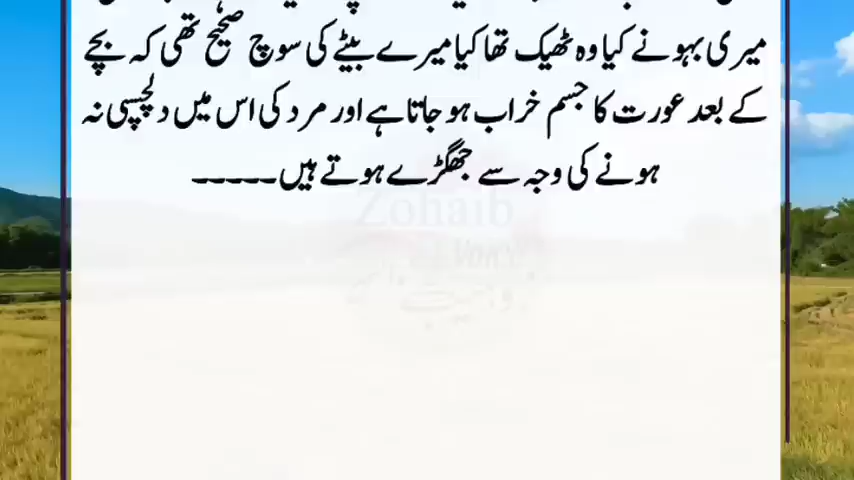 میری بہو نے کیا وہ ٹھیک تھا کیا میرے بیٹے کی سوچ صحیح تھی کہ بچے
کے بعد عورت کا جسم خراب ہو جاتا ہے اور مرد کی اس میں دلچسپی نہ
ہونے کی وجہ سے جھگڑے ہوتے ہیں۔۔۔۔۔
Zohaib